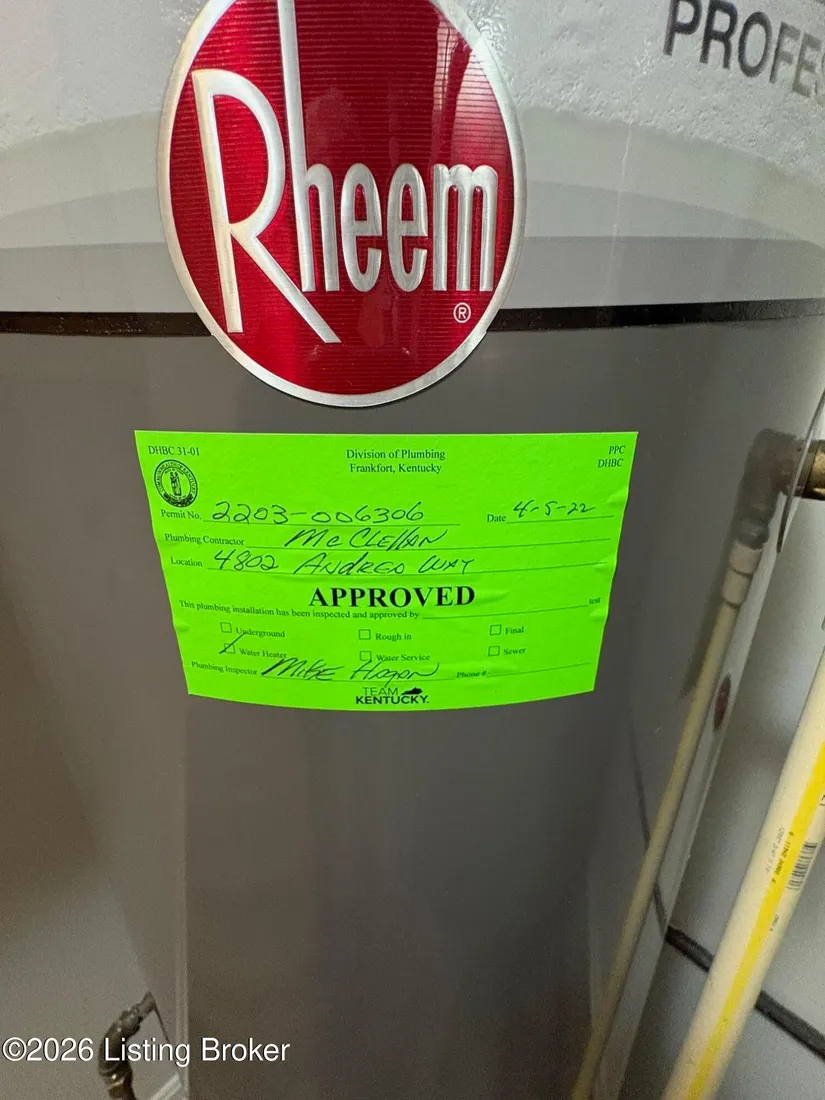 PROFES
Rheem
®
DHBC 31-01 Division of Plumbing PPC
Frankfort, Kentucky DHBC
Permit No. 2203-006306 Date 4-5-22
Plumbing Contractor McClellan
Location 4802 Andrea Way
APPROVED
This plumbing installation has been inspected and approved by test
Underground Rough in Final
Water Heater Water Service Sewer
Plumbing Inspector Mike Hagan Phone #
TEAM
KENTUCKY.
©2026 Listing Broker